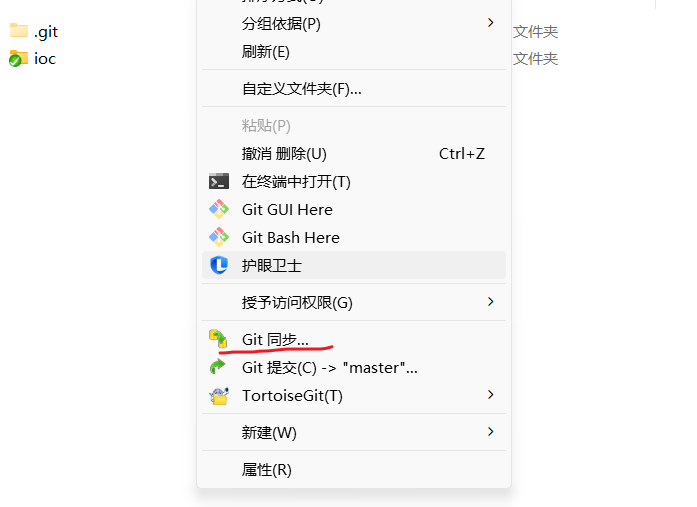 分组依据(P)
.git 文件夹
刷新(E)
ioc 文件夹
自定义文件夹(F)...
粘贴(P)
撤消 删除(U) Ctrl+Z
在终端中打开(T)
Git GUI Here
Git Bash Here
护眼卫士
授予访问权限(G)
Git 同步...
Git 提交(C) -> "master"...
TortoiseGit(T)
新建(W)
属性(R)